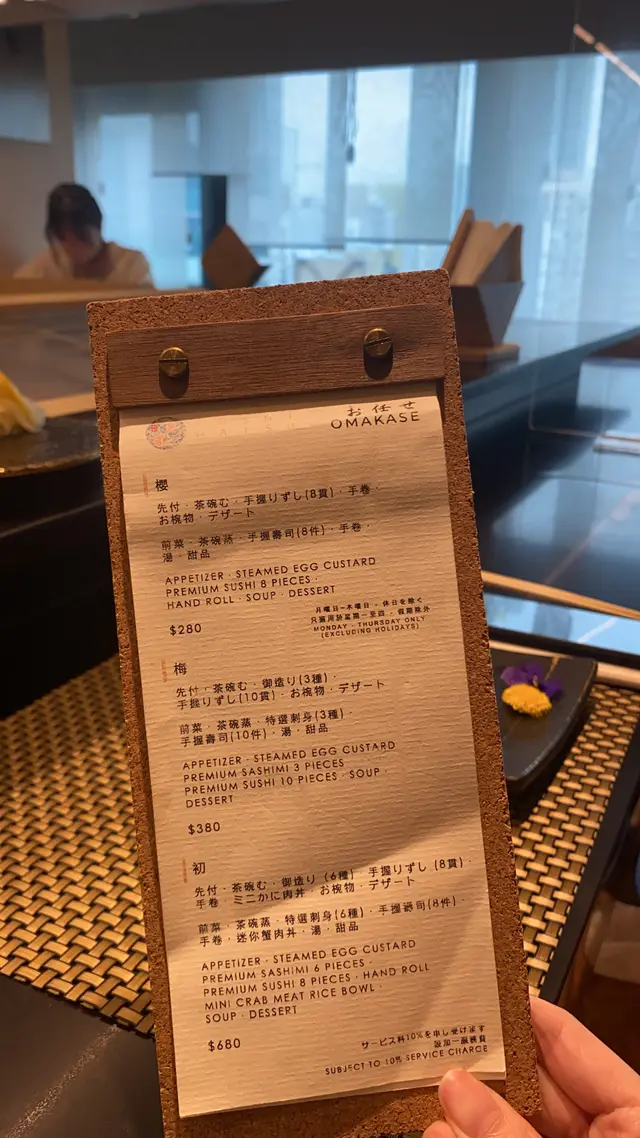 お任せ
OMAKASE
櫻
先付・茶碗む・手握りずし(8貫)・手巻・
お椀物・デザート
前菜・茶碗蒸・手握壽司(8件)・手卷・
湯・甜品
APPETIZER · STEAMED EGG CUSTARD
PREMIUM SUSHI 8 PIECES ·
HAND ROLL · SOUP · DESSERT
$280
月曜日-木曜日・休日を除く
只適用於星期一至四・假期除外
MONDAY - THURSDAY ONLY
(EXCLUDING HOLIDAYS)
梅
先付・茶碗む・御造り(3種)・
手握りずし(10貫)・お椀物・デザート
前菜・茶碗蒸・特選刺身(3種)・
手握壽司(10件)・湯・甜品
APPETIZER · STEAMED EGG CUSTARD
PREMIUM SASHIMI 3 PIECES
PREMIUM SUSHI 10 PIECES · SOUP ·
DESSERT
$380
初
先付・茶碗む・御造り(6種)・手握りずし(8貫)・
手巻・ミニかに肉丼・お椀物・デザート
前菜・茶碗蒸・特選刺身(6種)・手握壽司(8件)・
手卷・迷你蟹肉丼・湯・甜品
APPETIZER · STEAMED EGG CUSTARD
PREMIUM SASHIMI 6 PIECES ·
PREMIUM SUSHI 8 PIECES · HAND ROLL
MINI CRAB MEAT RICE BOWL ·
SOUP · DESSERT
$680
サービス料10%を申し受けます
設加一服務費
SUBJECT TO 10% SERVICE CHARGE